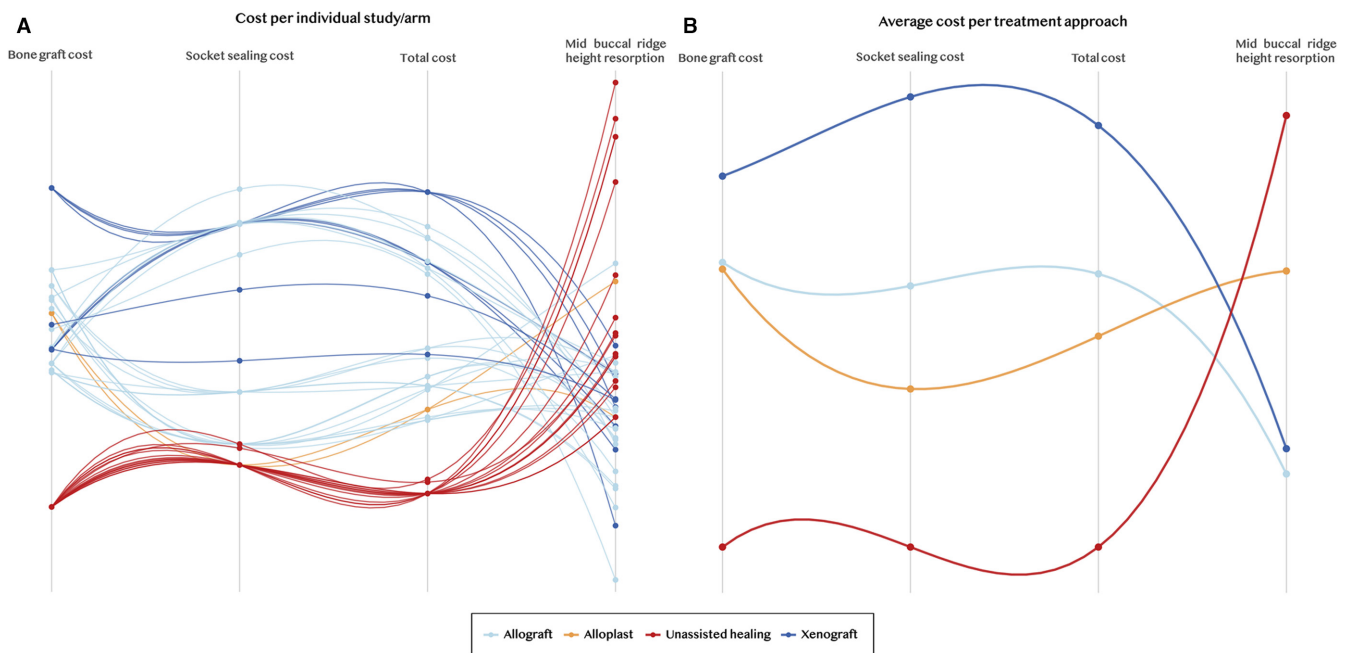 A
Cost per individual study/arm
Bone graft cost
Socket sealing cost
Total cost
Mid buccal ridge
height resorption
B
Average cost per treatment approach
Bone graft cost
Socket sealing cost
Total cost
Mid buccal ridge
height resorption
Allograft
Alloplast
Unassisted healing
Xenograft